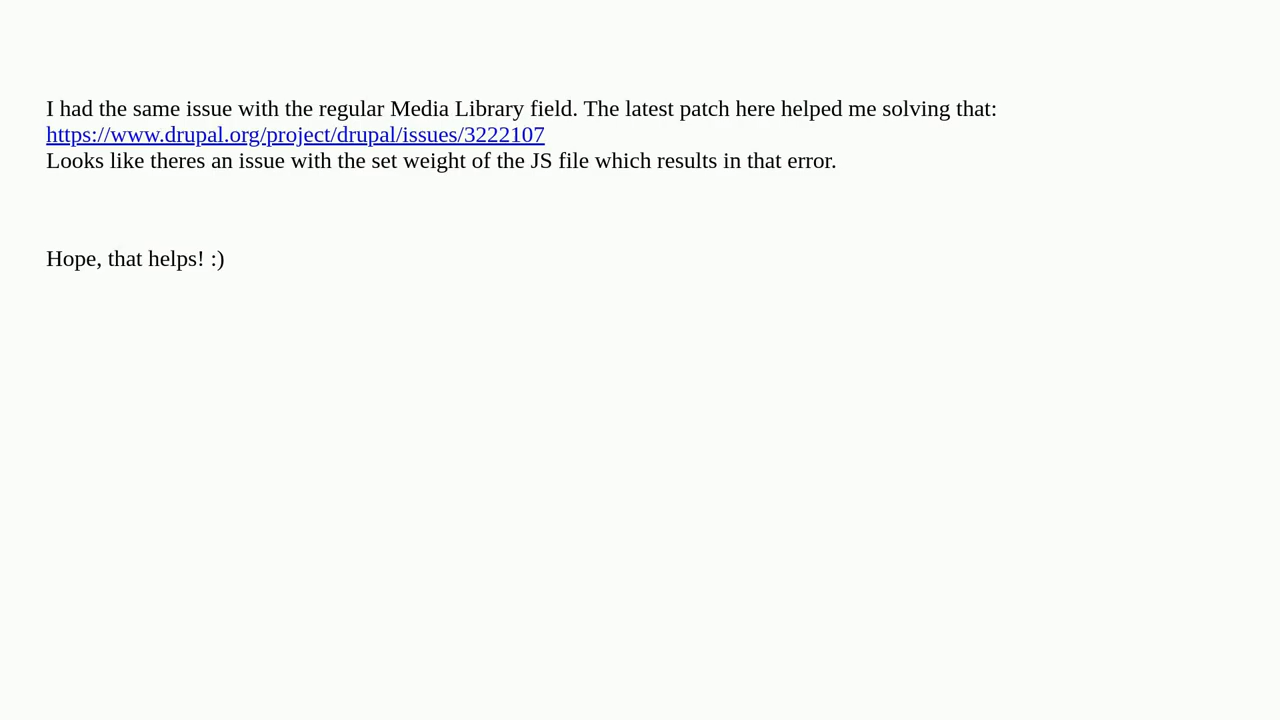 I had the same issue with the regular Media Library field. The latest patch here helped me solving that:
https://www.drupal.org/project/drupal/issues/3222107
Looks like theres an issue with the set weight of the JS file which results in that error.
Hope, that helps! :)